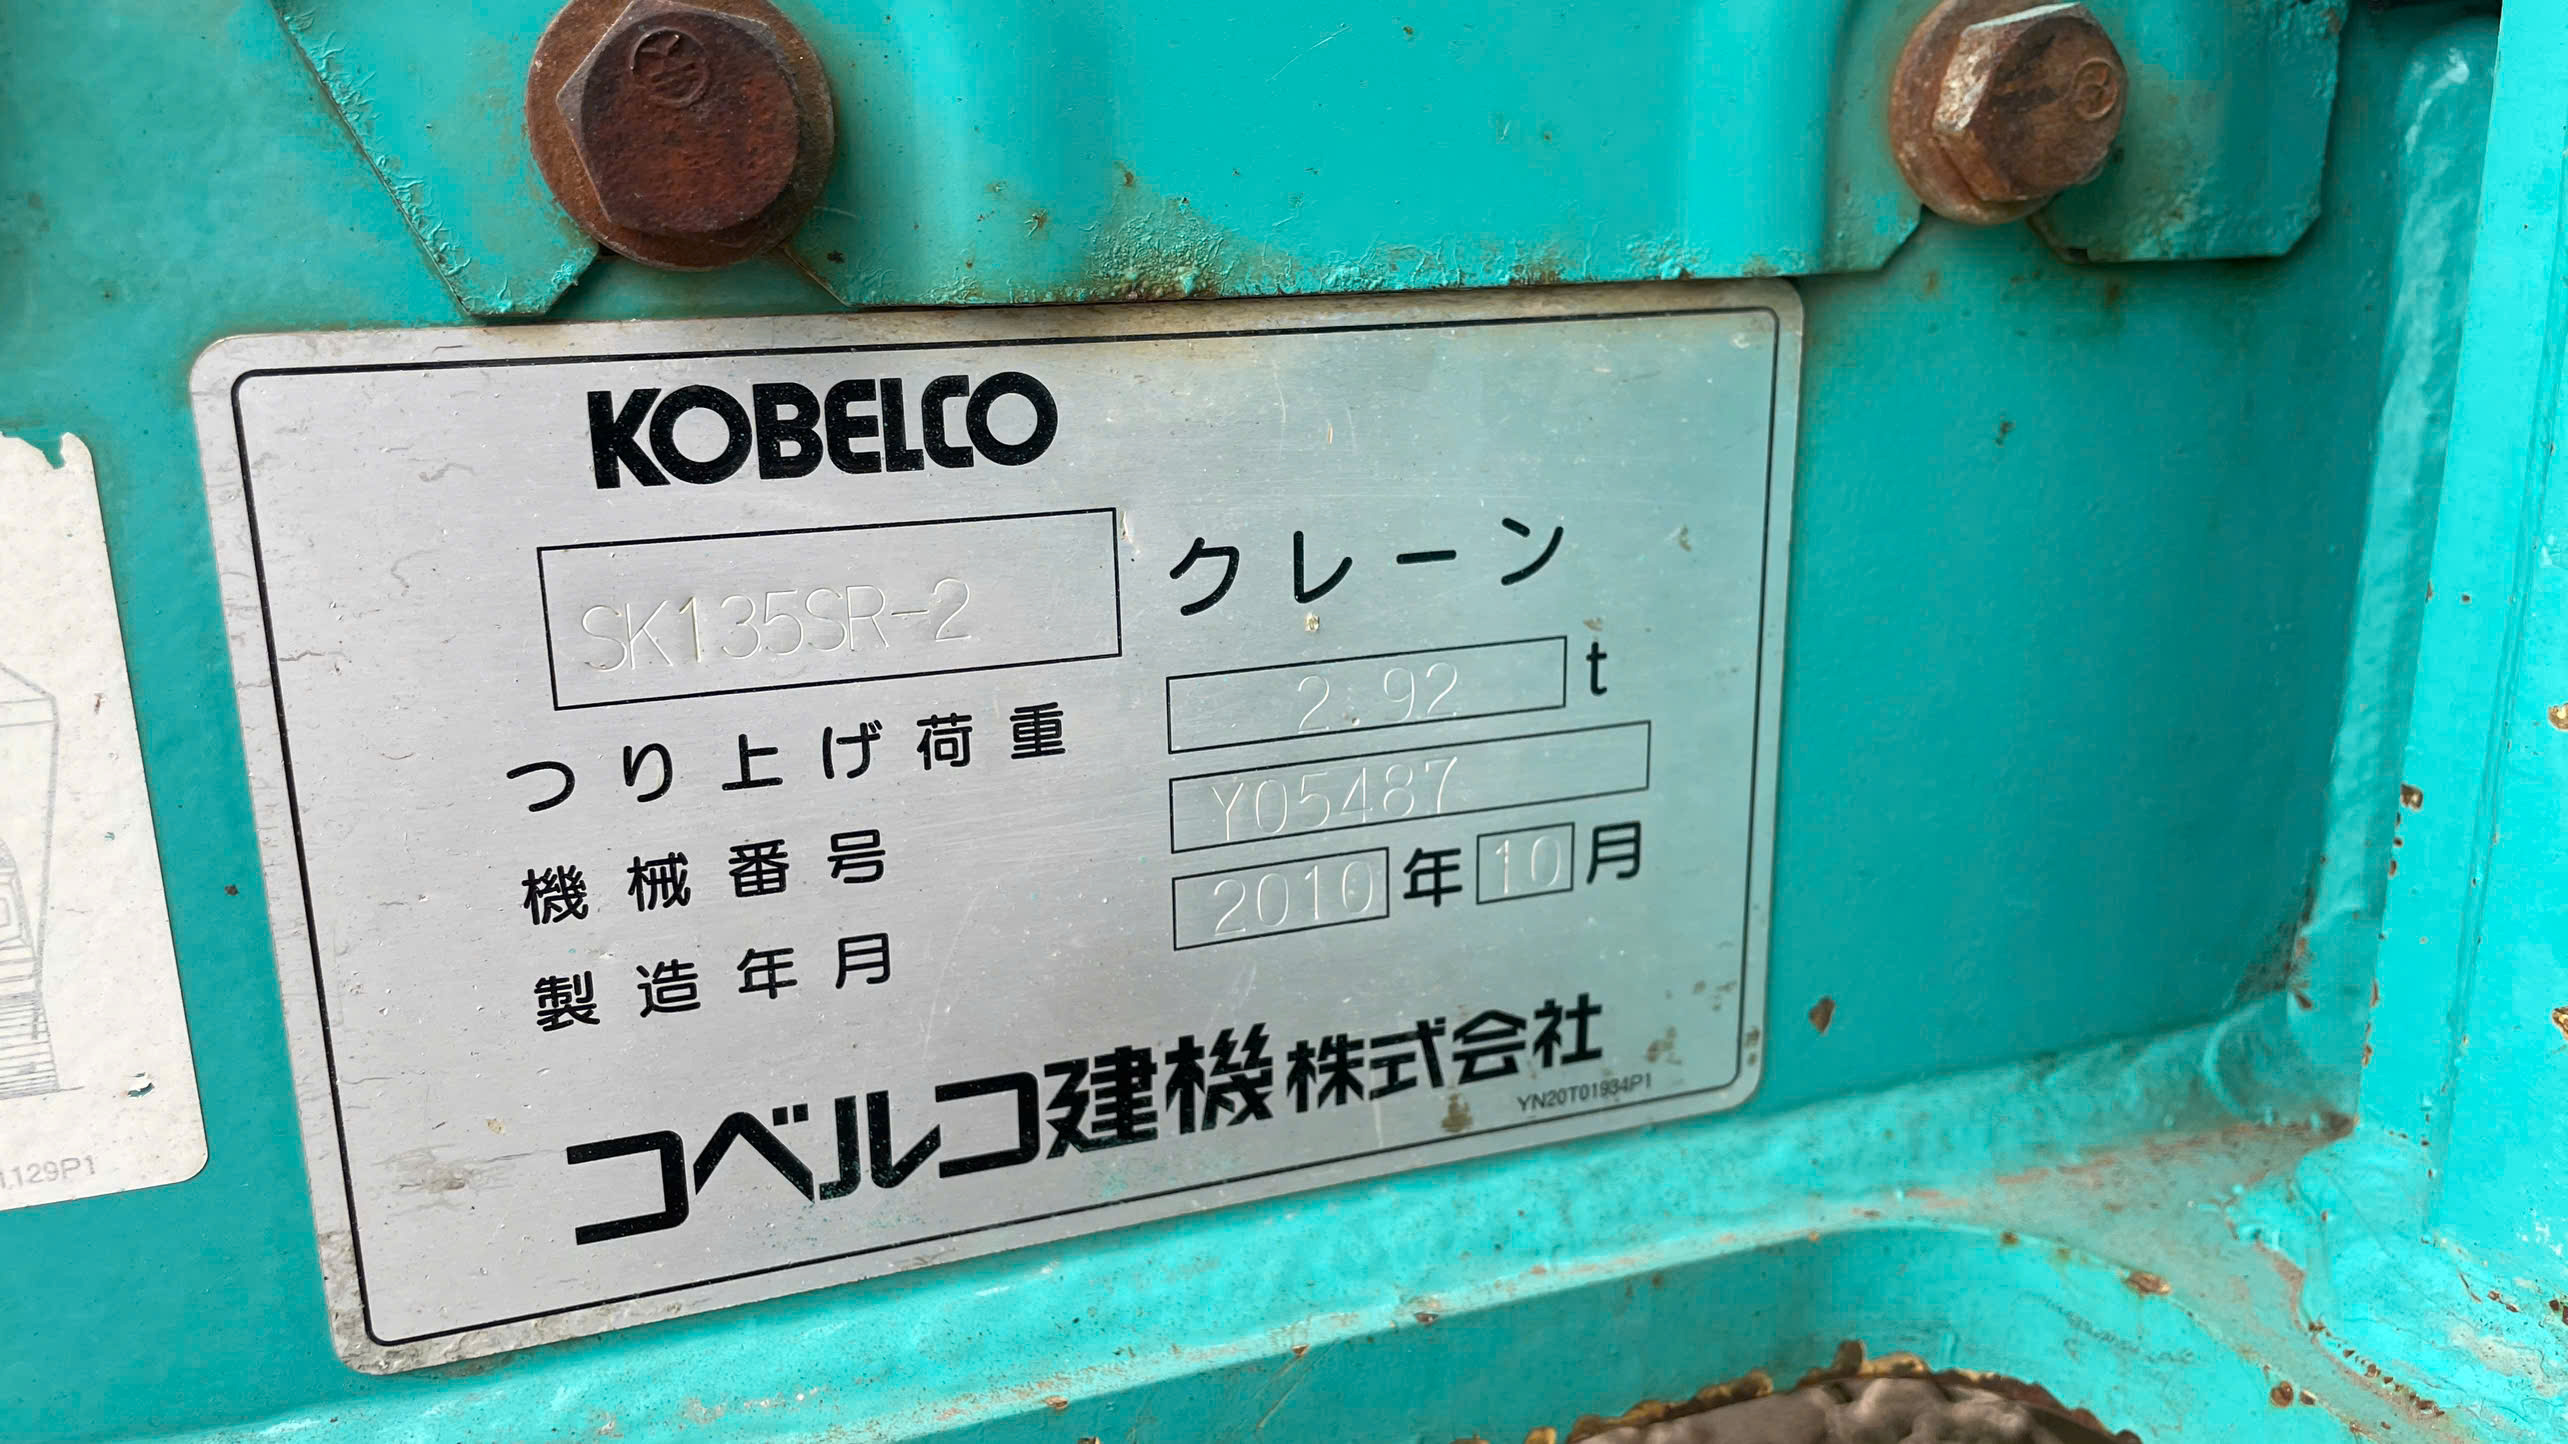 KOBELCO
SK135SR-2 クレーン
つり上げ荷重 2.92 t
機械番号 Y05487
製造年月 2010 年 10 月
コベルコ建機株式会社
YN20T01934P1
1129P1